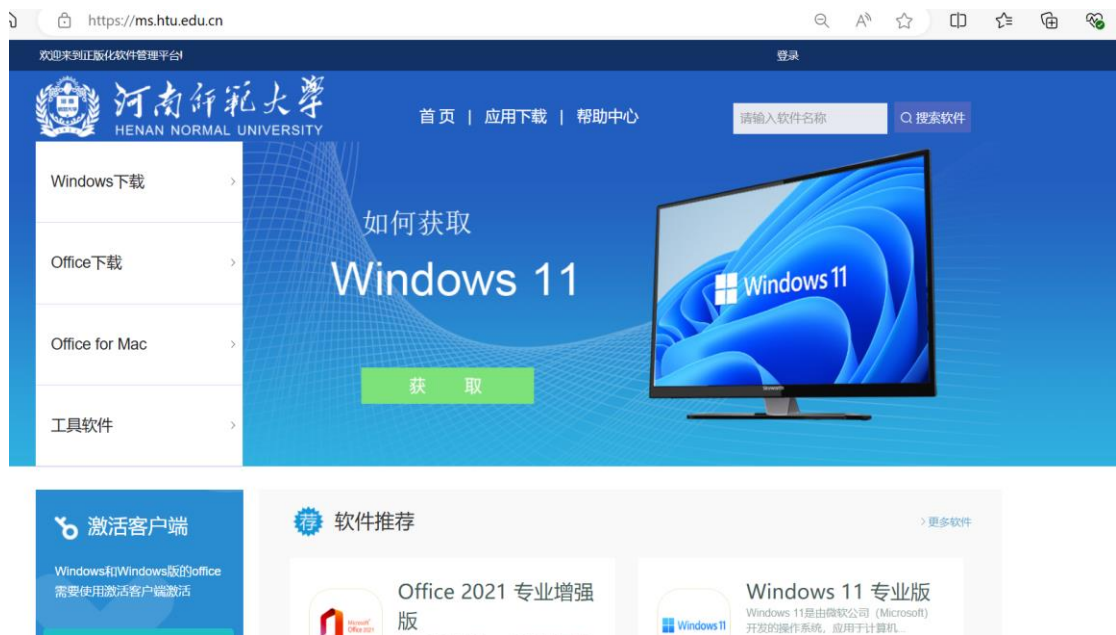 https://ms.htu.edu.cn
欢迎来到正版化软件管理平台!
登录
河南师范大学
HENAN NORMAL UNIVERSITY
首页 | 应用下载 | 帮助中心
请输入软件名称
搜索软件
Windows下载
Office下载
Office for Mac
工具软件
如何获取
Windows 11
获 取
Windows 11
激活客户端
Windows和Windows版的office
需要使用激活客户端激活
荐 软件推荐
更多软件
Office 2021 专业增强
版
Microsoft
Office 2021
Windows 11
Windows 11 专业版
Windows 11是由微软公司（Microsoft)
开发的操作系统，应用于计算机...